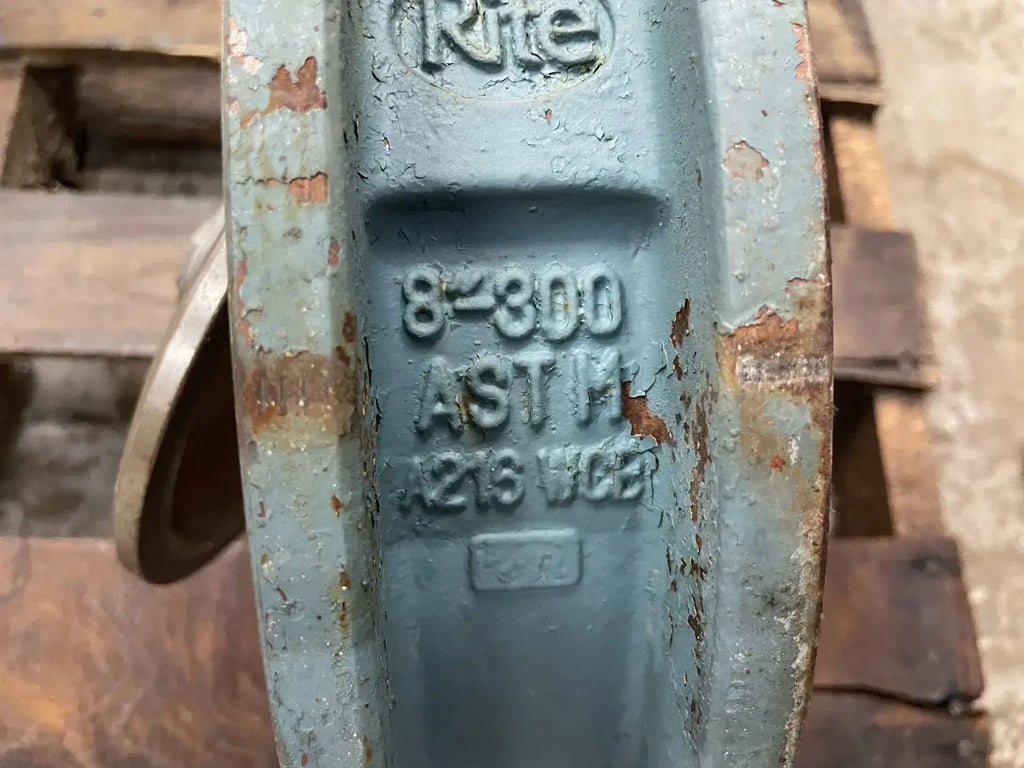 Rite
8-300
ASTM
A216 WCB